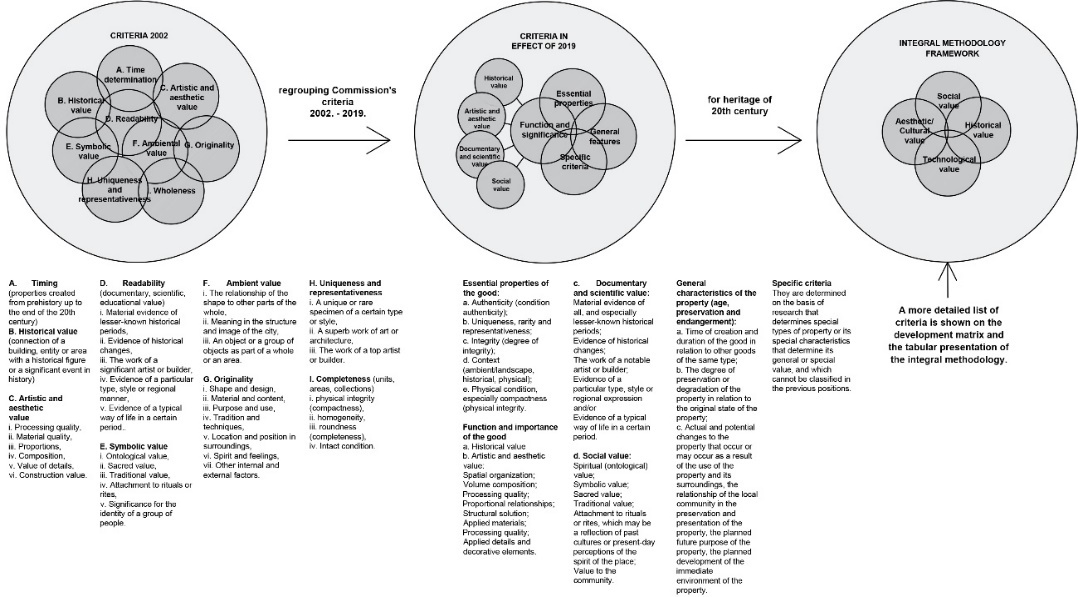 CRITERIA 2002
A. Time
determination
B. Historical
value
C. Artistic and
aesthetic
value
D. Readability
E. Symbolic
value
F. Ambiental
value
G. Originality
H. Uniqueness
and
representativeness
. Wholeness
regrouping Commission's
criteria
2002. - 2019.
CRITERIA IN
EFFECT OF 2019
Historical
value
Artistic and
aesthetic
value
Documentary
and scientific
value
Social
value
Function and
significance
Essential
properties
General
features
Specific
criteria
for heritage of
20th century
INTEGRAL METHODOLOGY
FRAMEWORK
Social
value
Aesthetic/
Cultural
value
Historical
value
Technological
value
A. Timing
(properties created
from prehistory up to
the end of the 20th
century)
B. Historical value
(connection of a
building, entity or area
with a historical figure
or a significant event in
history)
C. Artistic and
aesthetic
value
i. Processing quality,
ii. Material quality,
iii. Proportions,
iv. Composition,
v. Value of details,
vi. Construction value.
D. Readability
(documentary, scientific,
educational value)
i. Material evidence of
lesser-known historical
periods,
ii. Evidence of historical
changes,
iii. The work of a
significant artist or builder,
iv. Evidence of a particular
type, style or regional
manner,
v. Evidence of a typical
way of life in a certain
period.
E. Symbolic value
i. Ontological value,
ii. Sacred value,
iii. Traditional value,
iv. Attachment to rituals or
rites,
v. Significance for the
identity of a group of
people.
F. Ambient value
i. The relationship of the
shape to other parts of the
whole,
ii. Meaning in the structure
and image of the city,
iii. An object or a group of
objects as part of a whole
or an area.
G. Originality
i. Shape and design,
ii. Material and content,
iii. Purpose and use,
iv. Tradition and
techniques,
v. Location and position in
surroundings,
vi. Spirit and feelings,
vii. Other internal and
external factors.
H. Uniqueness and
representativeness
i. A unique or rare
specimen of a certain type
or style,
ii. A superb work of art or
architecture,
iii. The work of a top artist
or builder.
I. Completeness (units,
areas, collections)
i. physical integrity
(compactness),
ii. homogeneity,
iii. roundness
(completeness),
iv. Intact condition.
Essential properties of
the good:
a. Authenticity (condition
authenticity);
b. Uniqueness, rarity and
representativeness;
c. Integrity (degree of
integrity);
d. Context
(ambient/landscape,
historical, physical);
e. Physical condition,
especially compactness
(physical integrity.
Function and importance
of the good
a. Historical value
b. Artistic and aesthetic
value;
Spatial organization;
Volume composition;
Processing quality;
Proportional relationships;
Structural solution;
Applied materials;
Processing quality;
Applied details and
decorative elements.
c. Documentary
and scientific value:
Material evidence of
all, and especially
lesser-known historical
periods;
Evidence of historical
changes;
The work of a notable
artist or builder;
Evidence of a
particular type, style or
regional expression
and/or
Evidence of a typical
way of life in a certain
period.
d. Social value:
Spiritual (ontological)
value;
Symbolic value;
Sacred value;
Traditional value;
Attachment to rituals
or rites, which may be
a reflection of past
cultures or present-day
perceptions of the
spirit of the place;
Value to the
community.
General
characteristics of the
property (age,
preservation and
endangerment):
a. Time of creation and
duration of the good in
relation to other goods
of the same type;
b. The degree of
preservation or
degradation of the
property in relation to
the original state of the
property;
c. Actual and potential
changes to the
property that occur or
may occur as a result
of the use of the
property and its
surroundings, the
relationship of the local
community in the
preservation and
presentation of the
property, the planned
future purpose of the
property, the planned
development of the
immediate
environment of the
property.
Specific criteria
They are determined
on the basis of
research that
determines special
types of property or its
special characteristics
that determine its
general or special
value, and which
cannot be classified in
the previous positions.
A more detailed list of
criteria is shown on the
development matrix and
the tabular presentation of
the integral methodology.